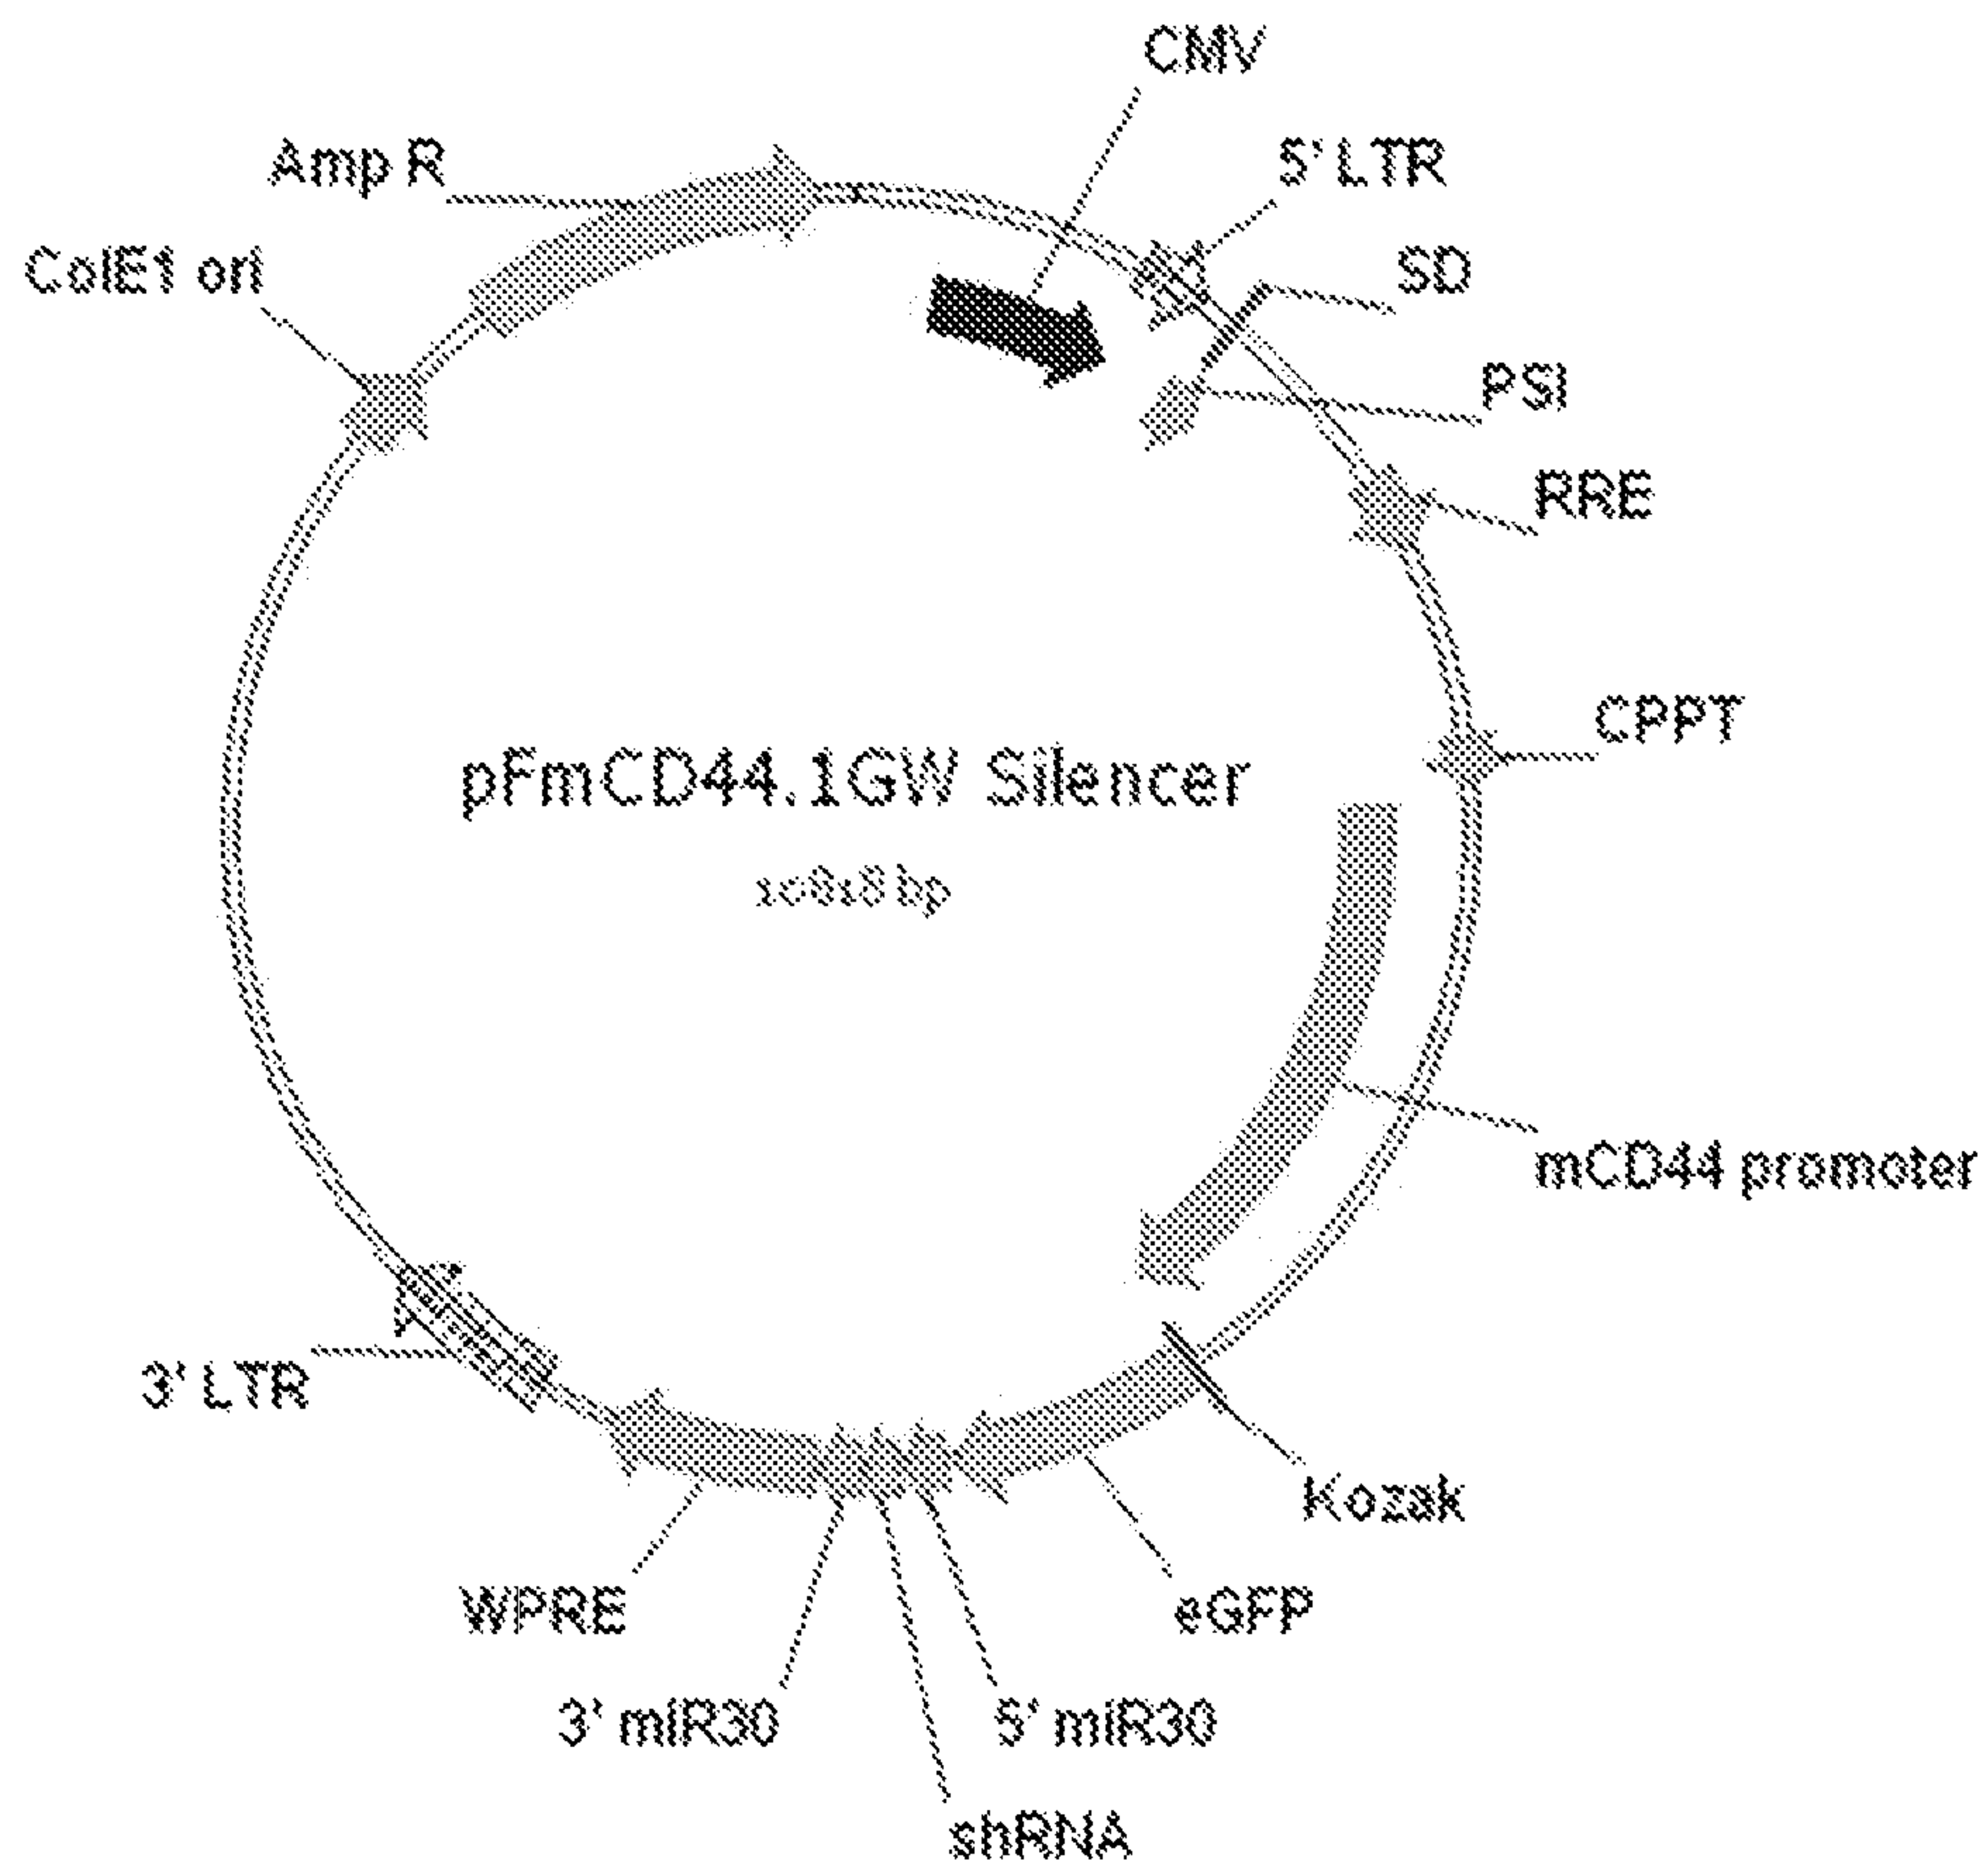 CMV
Amp R
5' LTR
ColE1 ori
SD
PSI
RRE
CPPT
pFmCD44.1GW Silencer
bp
mCD44 promoter
3' LTR
Kozak
WPRE
eGFP
3' miR30
5' miR30
shRNA